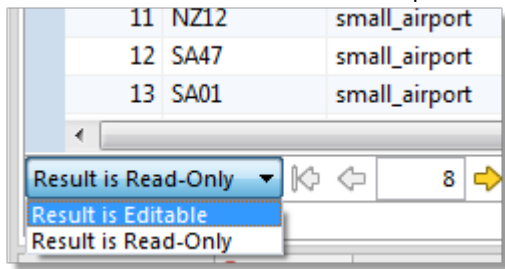 11 NZ12 small_airport
12 SA47 small_airport
13 SA01 small_airport
Result is Read-Only 8
Result is Editable
Result is Read-Only